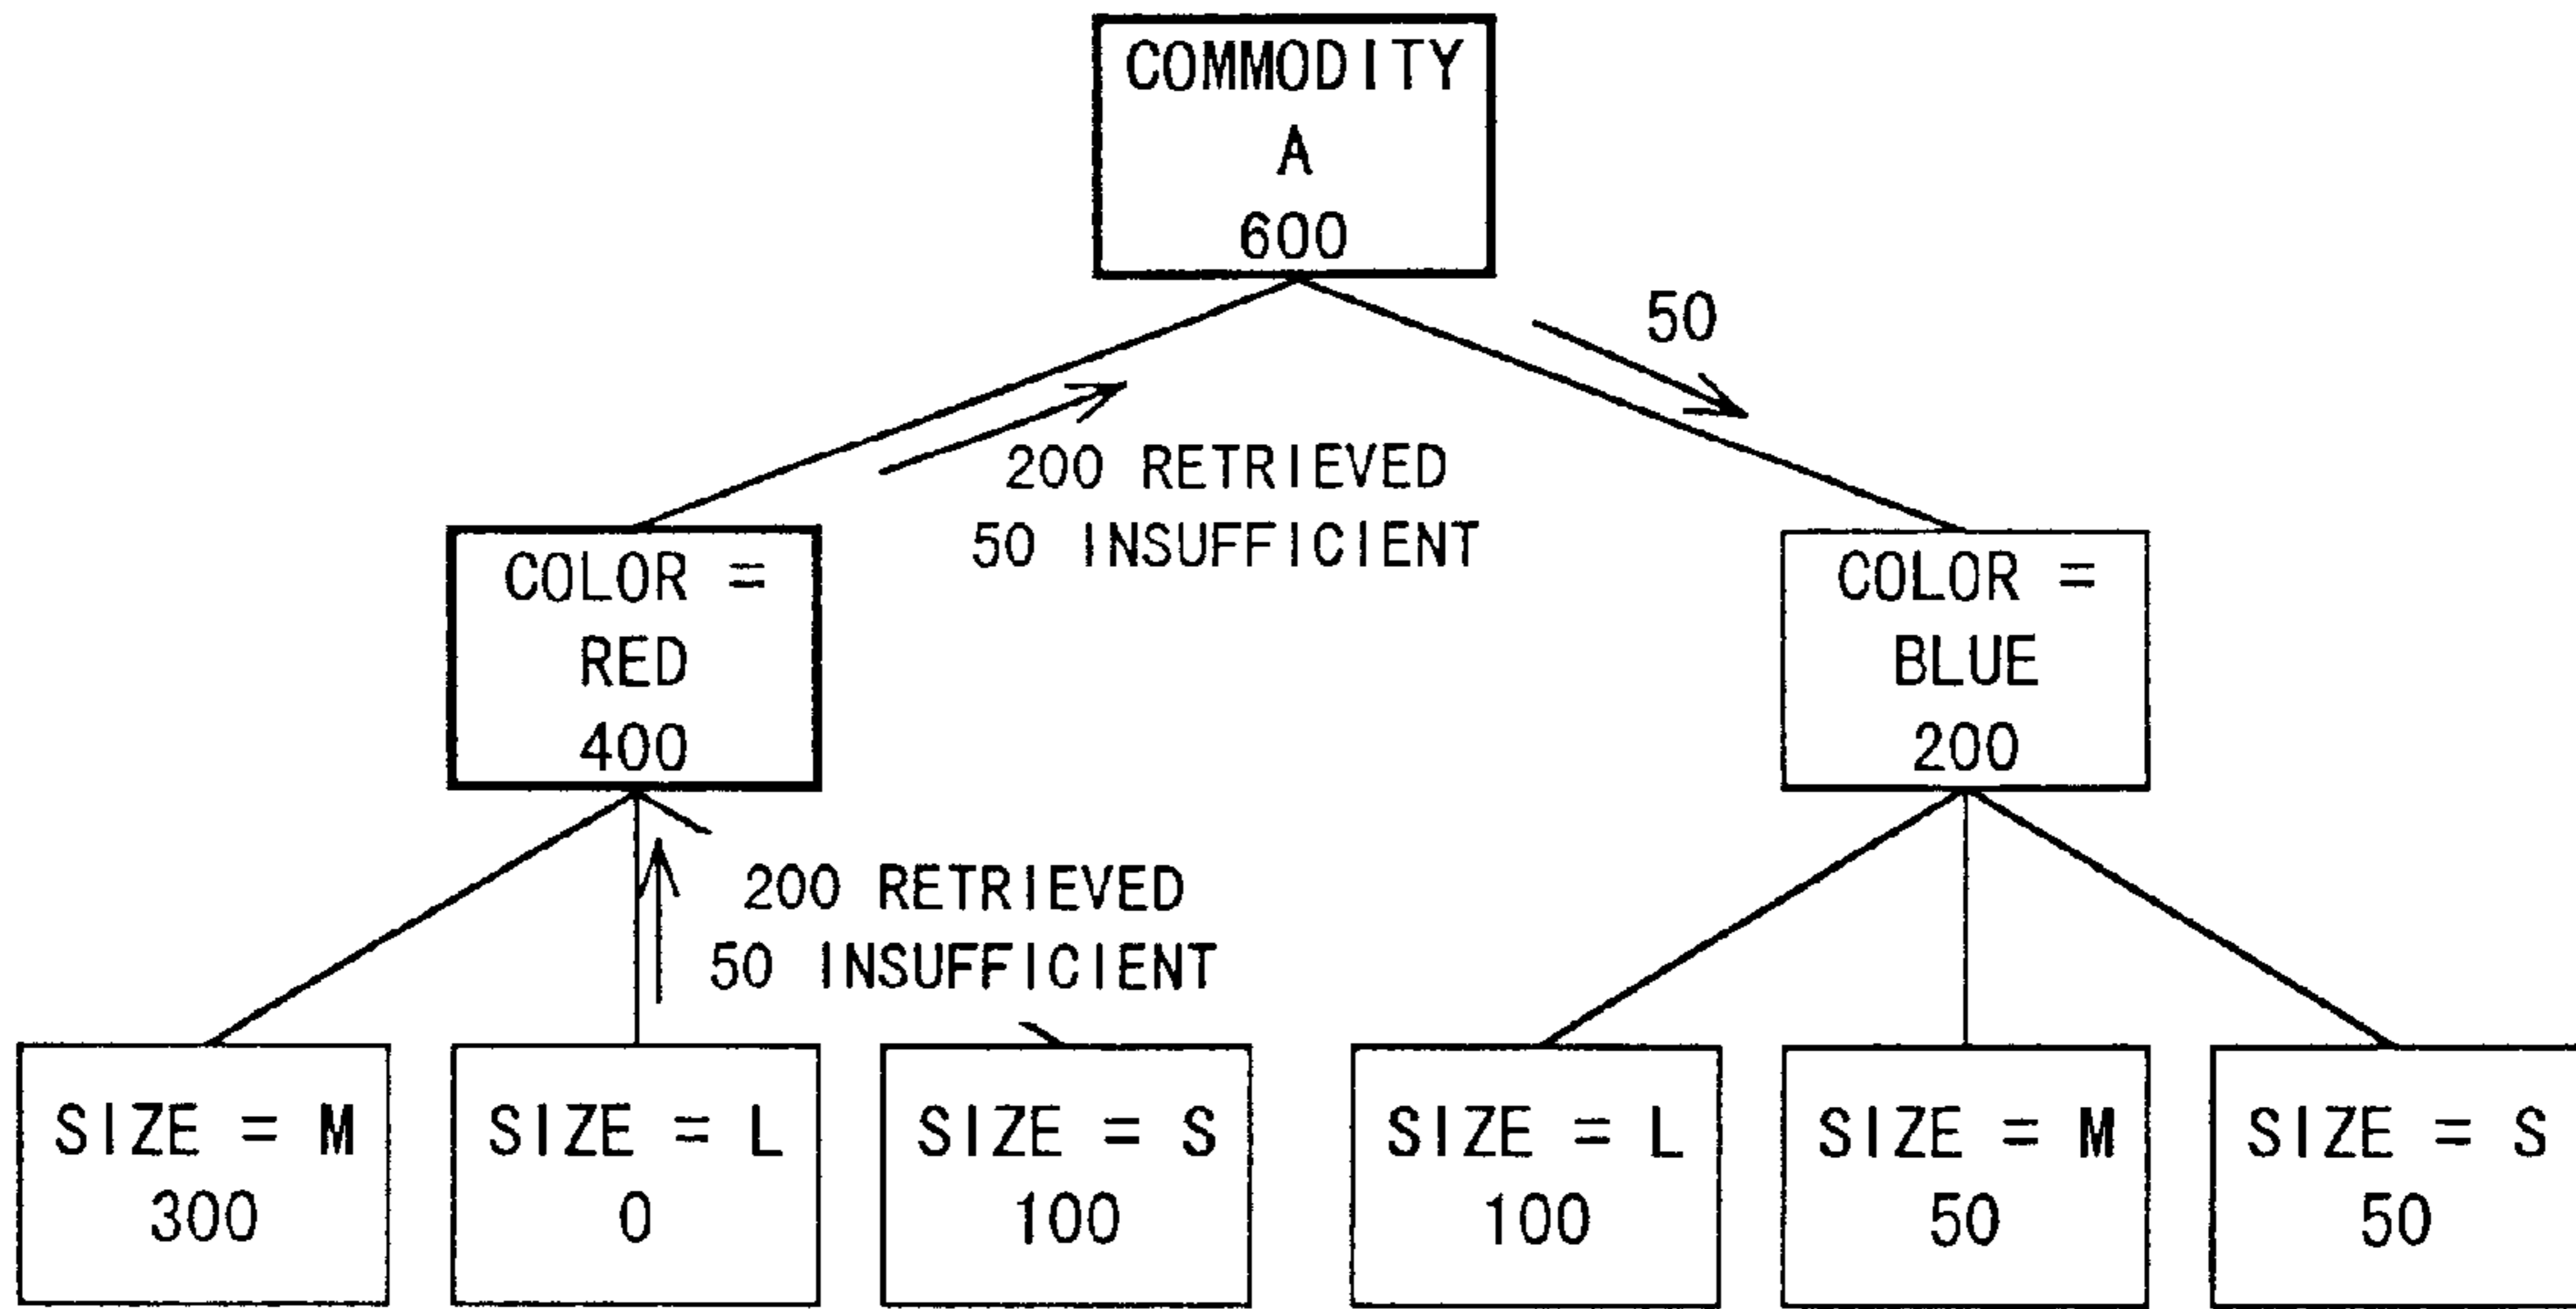 COMMODITY
A
600
50
200 RETRIEVED
50 INSUFFICIENT
COLOR =
RED
400
COLOR =
BLUE
200
200 RETRIEVED
50 INSUFFICIENT
SIZE = M
300
SIZE = L
0
SIZE = S
100
SIZE = L
100
SIZE = M
50
SIZE = S
50